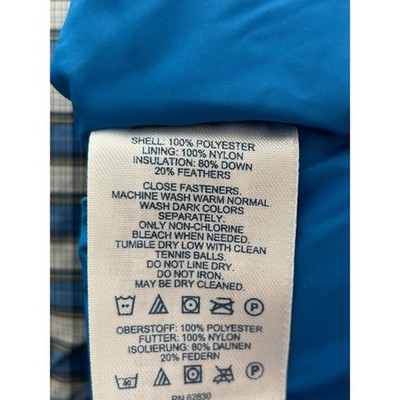 SHELL: 100% POLYESTER
LINING: 100% NYLON
INSULATION: 80% DOWN
20% FEATHERS
CLOSE FASTENERS.
MACHINE WASH WARM NORMAL.
WASH DARK COLORS
SEPARATELY.
ONLY NON-CHLORINE
BLEACH WHEN NEEDED.
TUMBLE DRY LOW WITH CLEAN
TENNIS BALLS.
DO NOT LINE DRY.
DO NOT IRON.
MAY BE DRY CLEANED.
P
OBERSTOFF: 100% POLYESTER
FUTTER: 100% NYLON
ISOLIERUNG: 80% DAUNEN
20% FEDERN
40 P
RN 62830